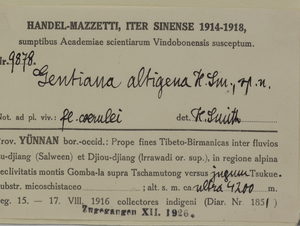 HANDEL-MAZZETTI, ITER SINENSE 1914-1918,
sumptibus Academiae scientiarum Vindobonensis susceptum.
Nr. 9878.
Gentiana altigena H. Sm., sp. n.
Not. ad pl. viv.: fl. coerulei det. H. Smith
Prov. YÜNNAN bor.-occid.: Prope fines Tibeto-Birmanicas inter fluvios
Lu-djiang (Salween) et Djiou-djiang (Irrawadi or. sup.), in regione alpina
declivitatis montis Gomba-la supra Tschamutong versus jugum Tsukue.
Substr. micoschistaceo ; alt. s. m. ca ultra 4200 m.
Leg. 15. — 17. VIII. 1916 collectores indigeni (Diar. Nr 1851)
Zugegangen XII. 1926.